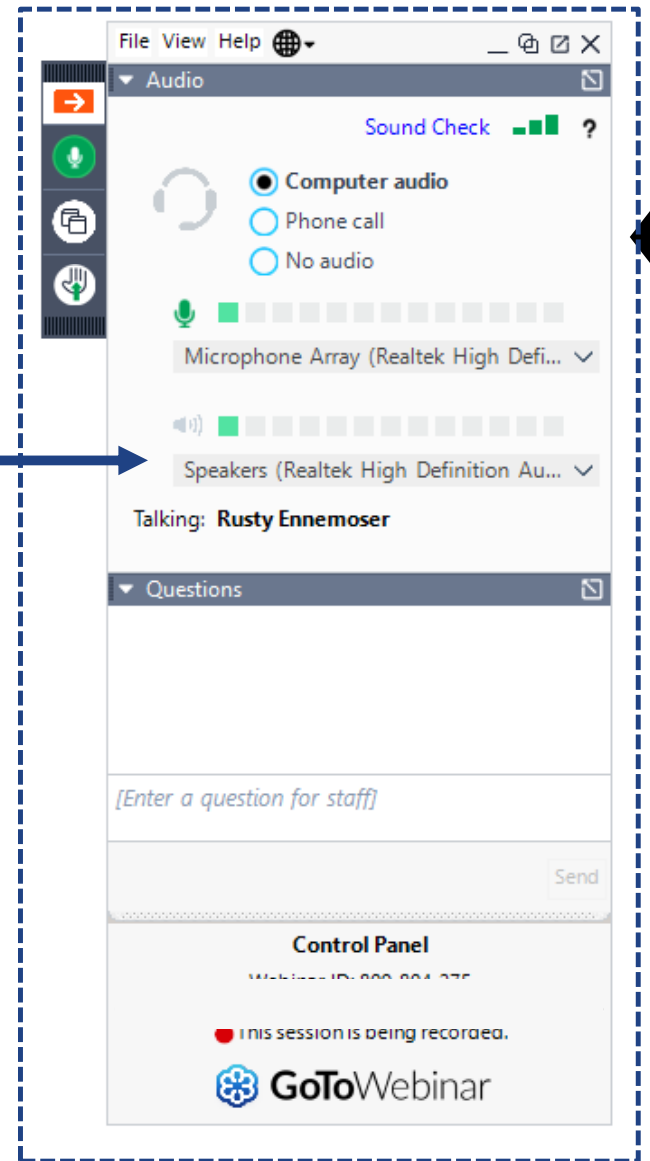 File View Help
Audio
Sound Check ?
Computer audio
Phone call
No audio
Microphone Array (Realtek High Defi...
Speakers (Realtek High Definition Au...
Talking: Rusty Ennemoser
Questions
[Enter a question for staff]
Send
Control Panel
Webinar ID:
This session is being recorded.
GoToWebinar